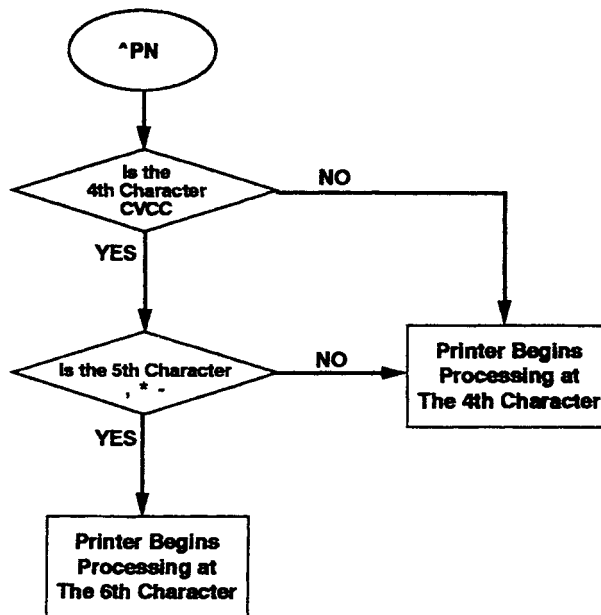 ^PN
Is the
4th Character
CVCC
NO
YES
Is the 5th Character
, * -
NO
Printer Begins
Processing at
The 4th Character
YES
Printer Begins
Processing at
The 6th Character